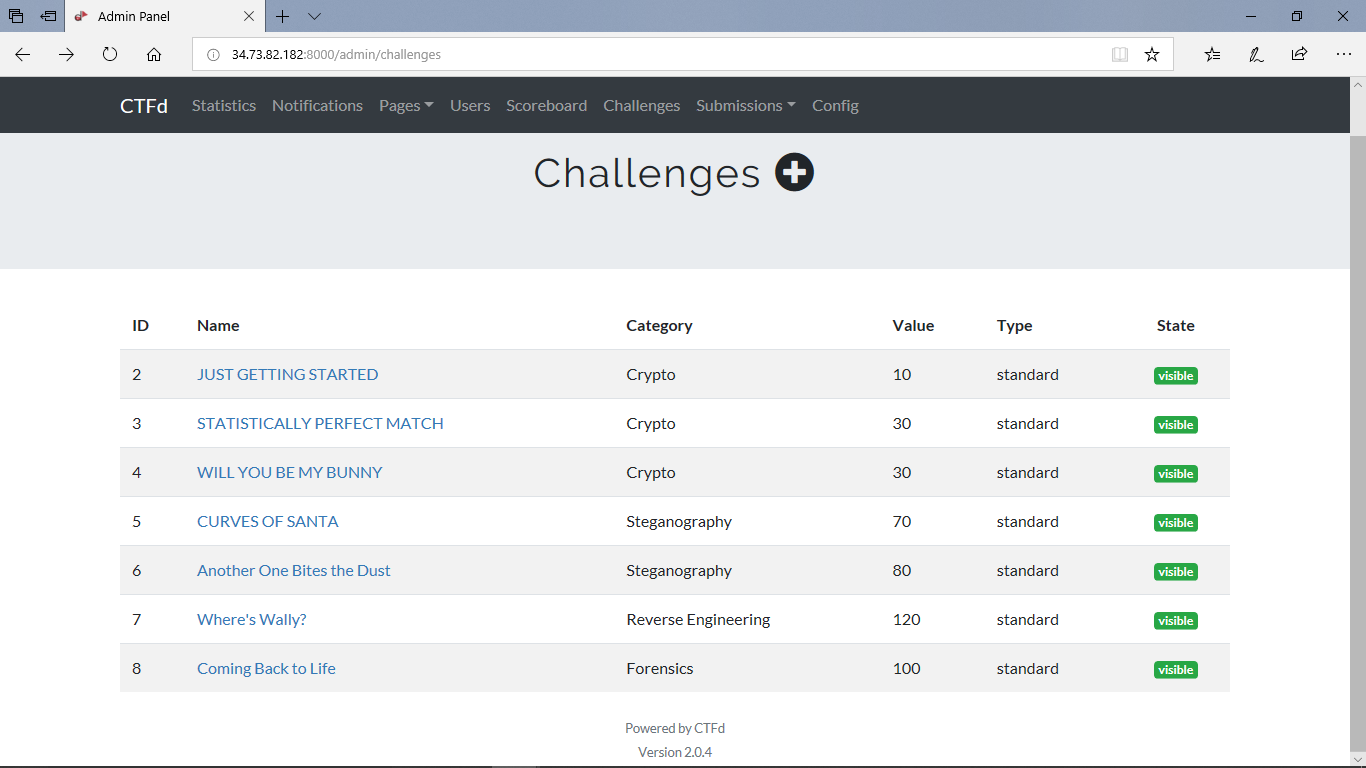 Admin Panel
34.73.82.182:8000/admin/challenges
CTFd Statistics Notifications Pages Users Scoreboard Challenges Submissions Config
Challenges
ID Name Category Value Type State
2 JUST GETTING STARTED Crypto 10 standard visible
3 STATISTICALLY PERFECT MATCH Crypto 30 standard visible
4 WILL YOU BE MY BUNNY Crypto 30 standard visible
5 CURVES OF SANTA Steganography 70 standard visible
6 Another One Bites the Dust Steganography 80 standard visible
7 Where's Wally? Reverse Engineering 120 standard visible
8 Coming Back to Life Forensics 100 standard visible
Powered by CTFd
Version 2.0.4